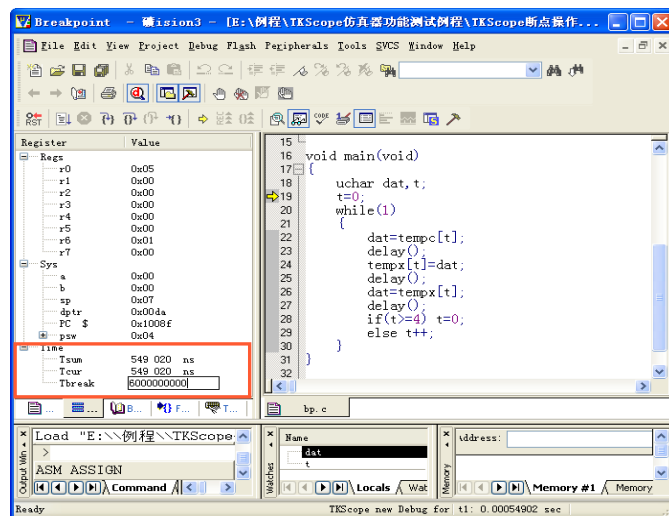 Breakpoint - 礦ision3 - [E:\例程\TKScope仿真器功能测试例程\TKScope断点操作...
File Edit View Project Debug Flash Peripherals Tools SVCS Window Help
Register Value
Regs
r0 0x05
r1 0x00
r2 0x00
r3 0x00
r4 0x00
r5 0x00
r6 0x01
r7 0x00
Sys
a 0x00
b 0x00
sp 0x07
dptr 0x00da
PC $ 0x1008f
psw 0x04
Time
Tsum 549 020 ns
Tcur 549 020 ns
Tbreak 6000000000
... ... B... F... T...
15
16 void main(void)
17 {
18 uchar dat,t;
19 t=0;
20 while(1)
21 {
22 dat=tempc[t];
23 delay();
24 tempx[t]=dat;
25 delay();
26 dat=tempx[t];
27 delay();
28 if(t>=4) t=0;
29 else t++;
30 }
31 }
32
bp.c
Output Win
Load "E:\\例程\\TKScope
>
ASM ASSIGN
Command
Watches
Name
dat
t
Locals Wat
Memory
Address:
Memory #1 Memory
Ready TKScope new Debug for t1: 0.00054902 sec